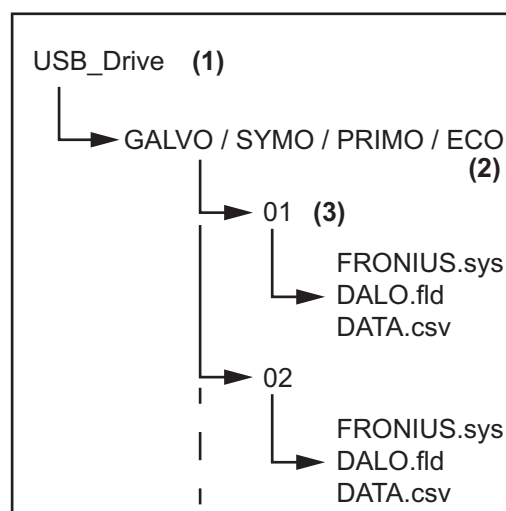 USB_Drive (1)
GALVO / SYMO / PRIMO / ECO
(2)
01 (3)
FRONIUS.sys
DALO.fld
DATA.csv
02
FRONIUS.sys
DALO.fld
DATA.csv